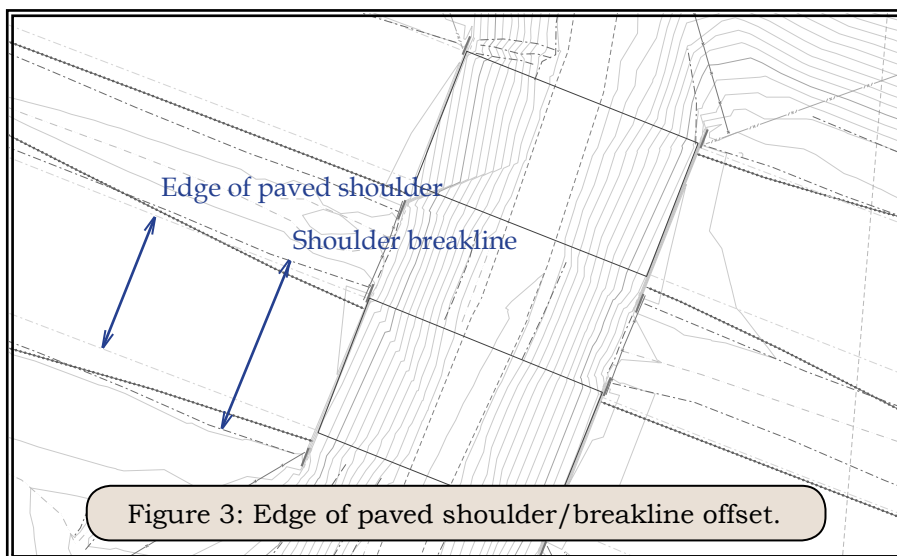 Edge of paved shoulder
Shoulder breakline
Figure 3: Edge of paved shoulder/breakline offset.